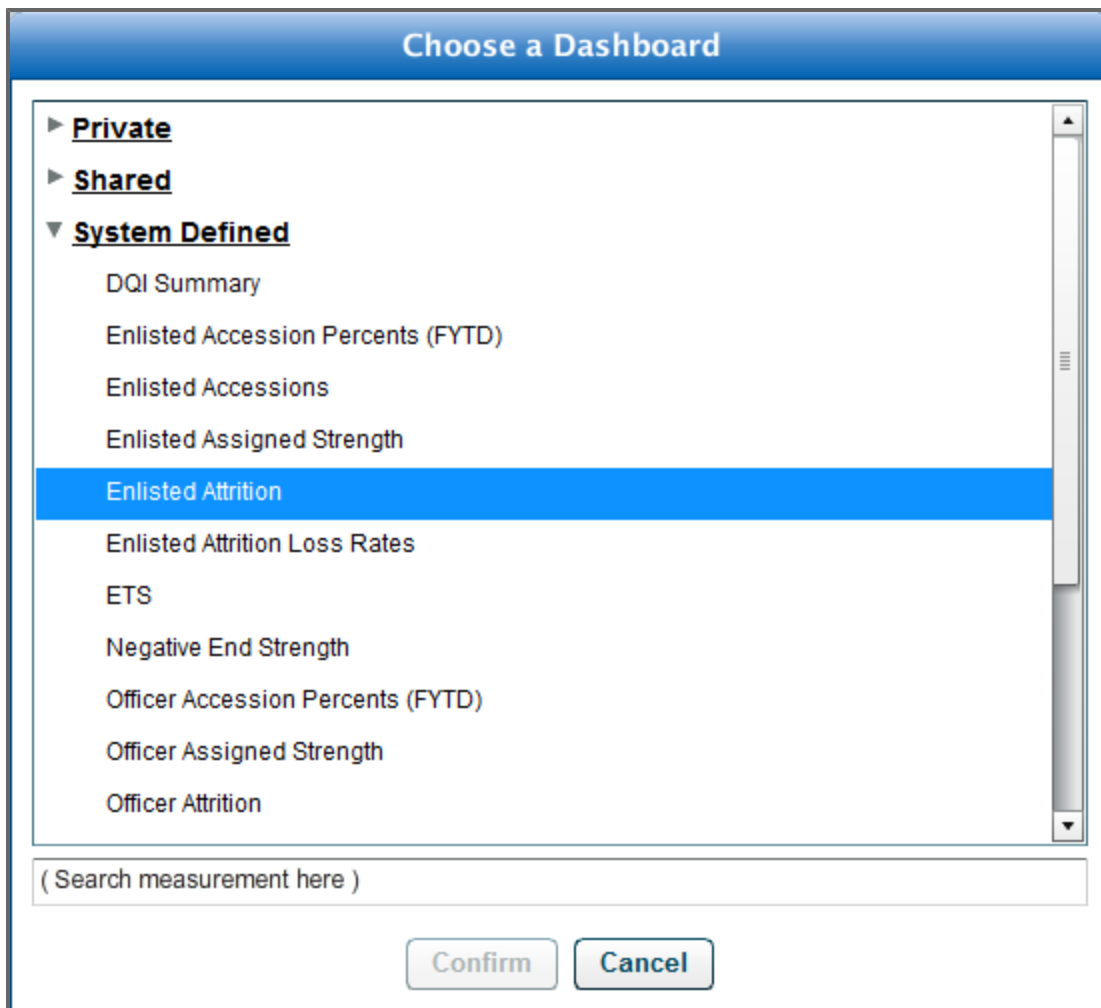 Choose a Dashboard
Private
Shared
System Defined
DQI Summary
Enlisted Accession Percents (FYTD)
Enlisted Accessions
Enlisted Assigned Strength
Enlisted Attrition
Enlisted Attrition Loss Rates
ETS
Negative End Strength
Officer Accession Percents (FYTD)
Officer Assigned Strength
Officer Attrition
( Search measurement here )
Confirm Cancel